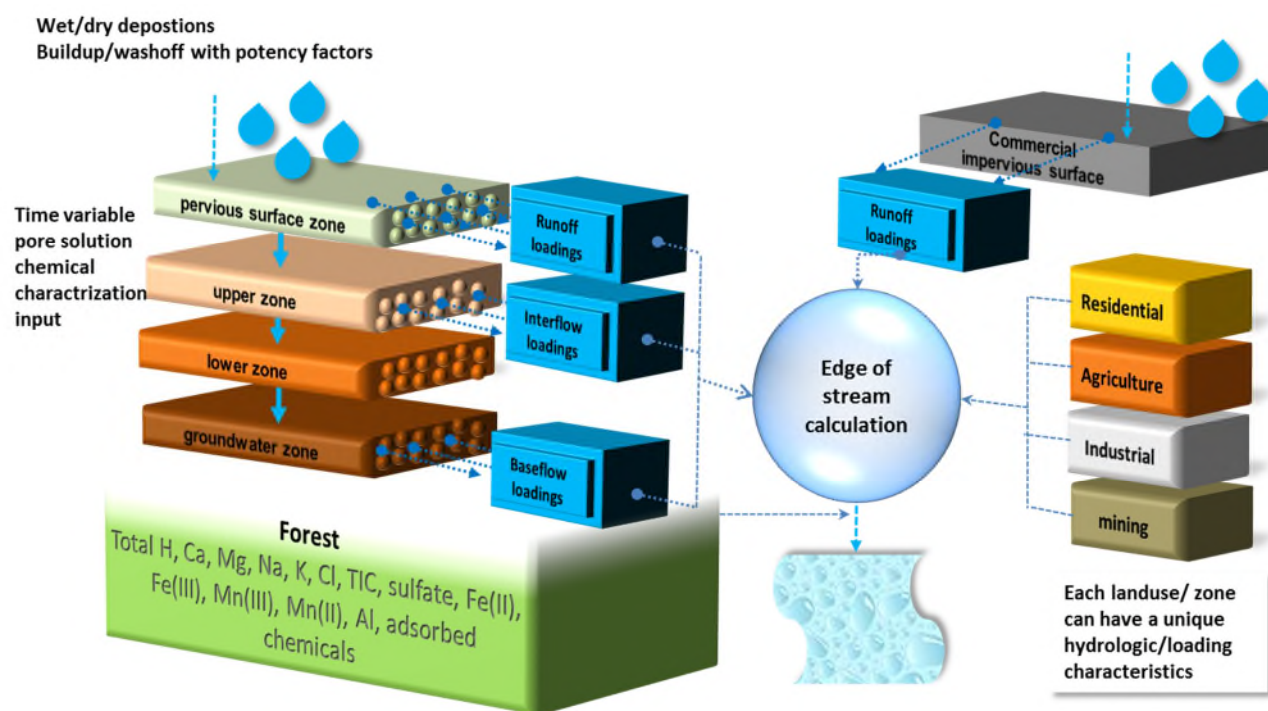 Wet/dry depostions
Buildup/washoff with potency factors
Time variable
pore solution
chemical
charactrization
input
pervious surface zone
upper zone
lower zone
groundwater zone
Runoff
loadings
Interflow
loadings
Baseflow
loadings
Forest
Total H, Ca, Mg, Na, K, Cl, TIC, sulfate, Fe(II),
Fe(III), Mn(III), Mn(II), Al, adsorbed
chemicals
Commercial
impervious surface
Runoff
loadings
Edge of
stream
calculation
Residential
Agriculture
Industrial
mining
Each landuse/ zone
can have a unique
hydrologic/loading
characteristics